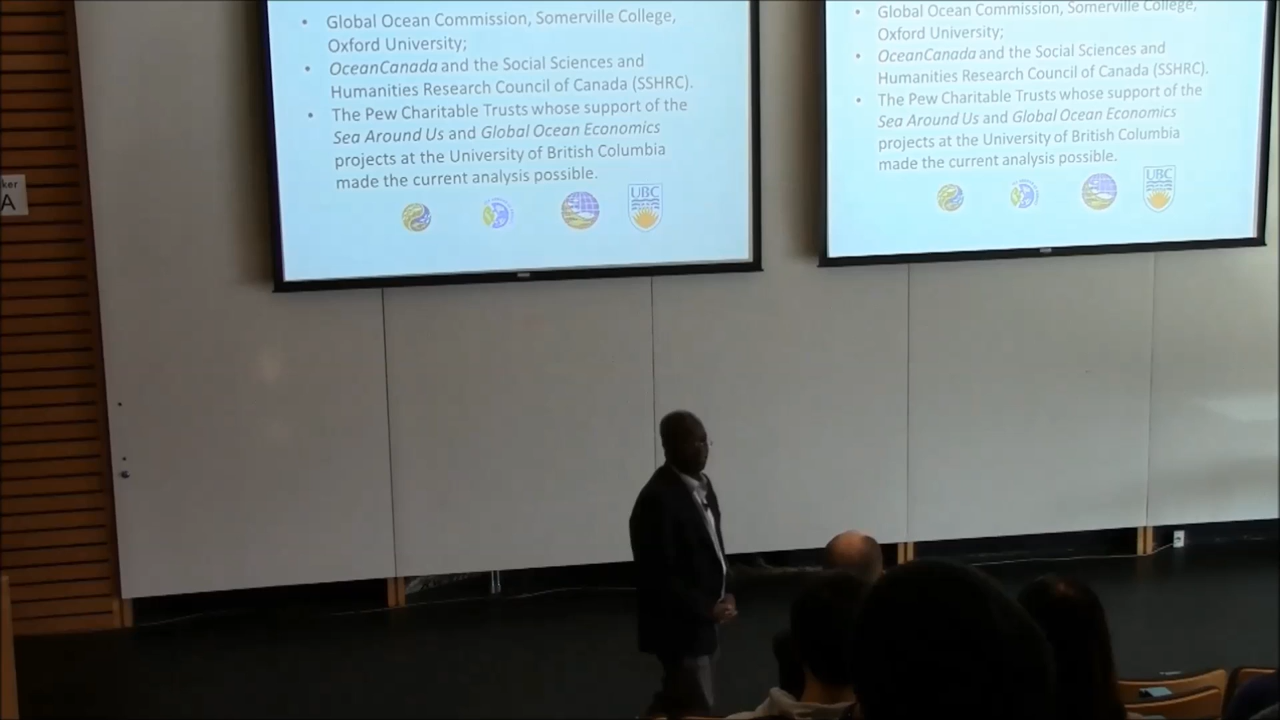 • Global Ocean Commission, Somerville College,
Oxford University;
• OceanCanada and the Social Sciences and
Humanities Research Council of Canada (SSHRC).
• The Pew Charitable Trusts whose support of the
Sea Around Us and Global Ocean Economics
projects at the University of British Columbia
made the current analysis possible.
UBC
• Global Ocean Commission, Somerville College,
Oxford University;
• OceanCanada and the Social Sciences and
Humanities Research Council of Canada (SSHRC).
• The Pew Charitable Trusts whose support of the
Sea Around Us and Global Ocean Economics
projects at the University of British Columbia
made the current analysis possible.
UBC
ker
A